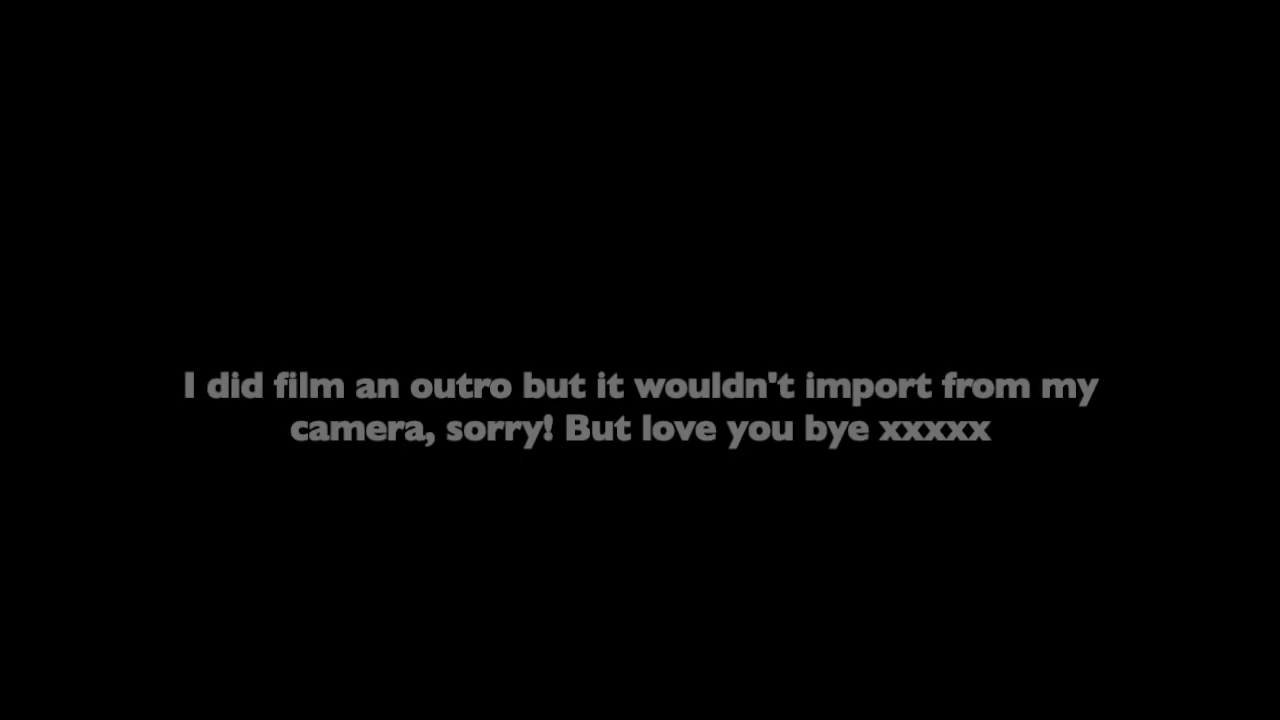 I did film an outro but it wouldn't import from my
camera, sorry! But love you bye xxxxx